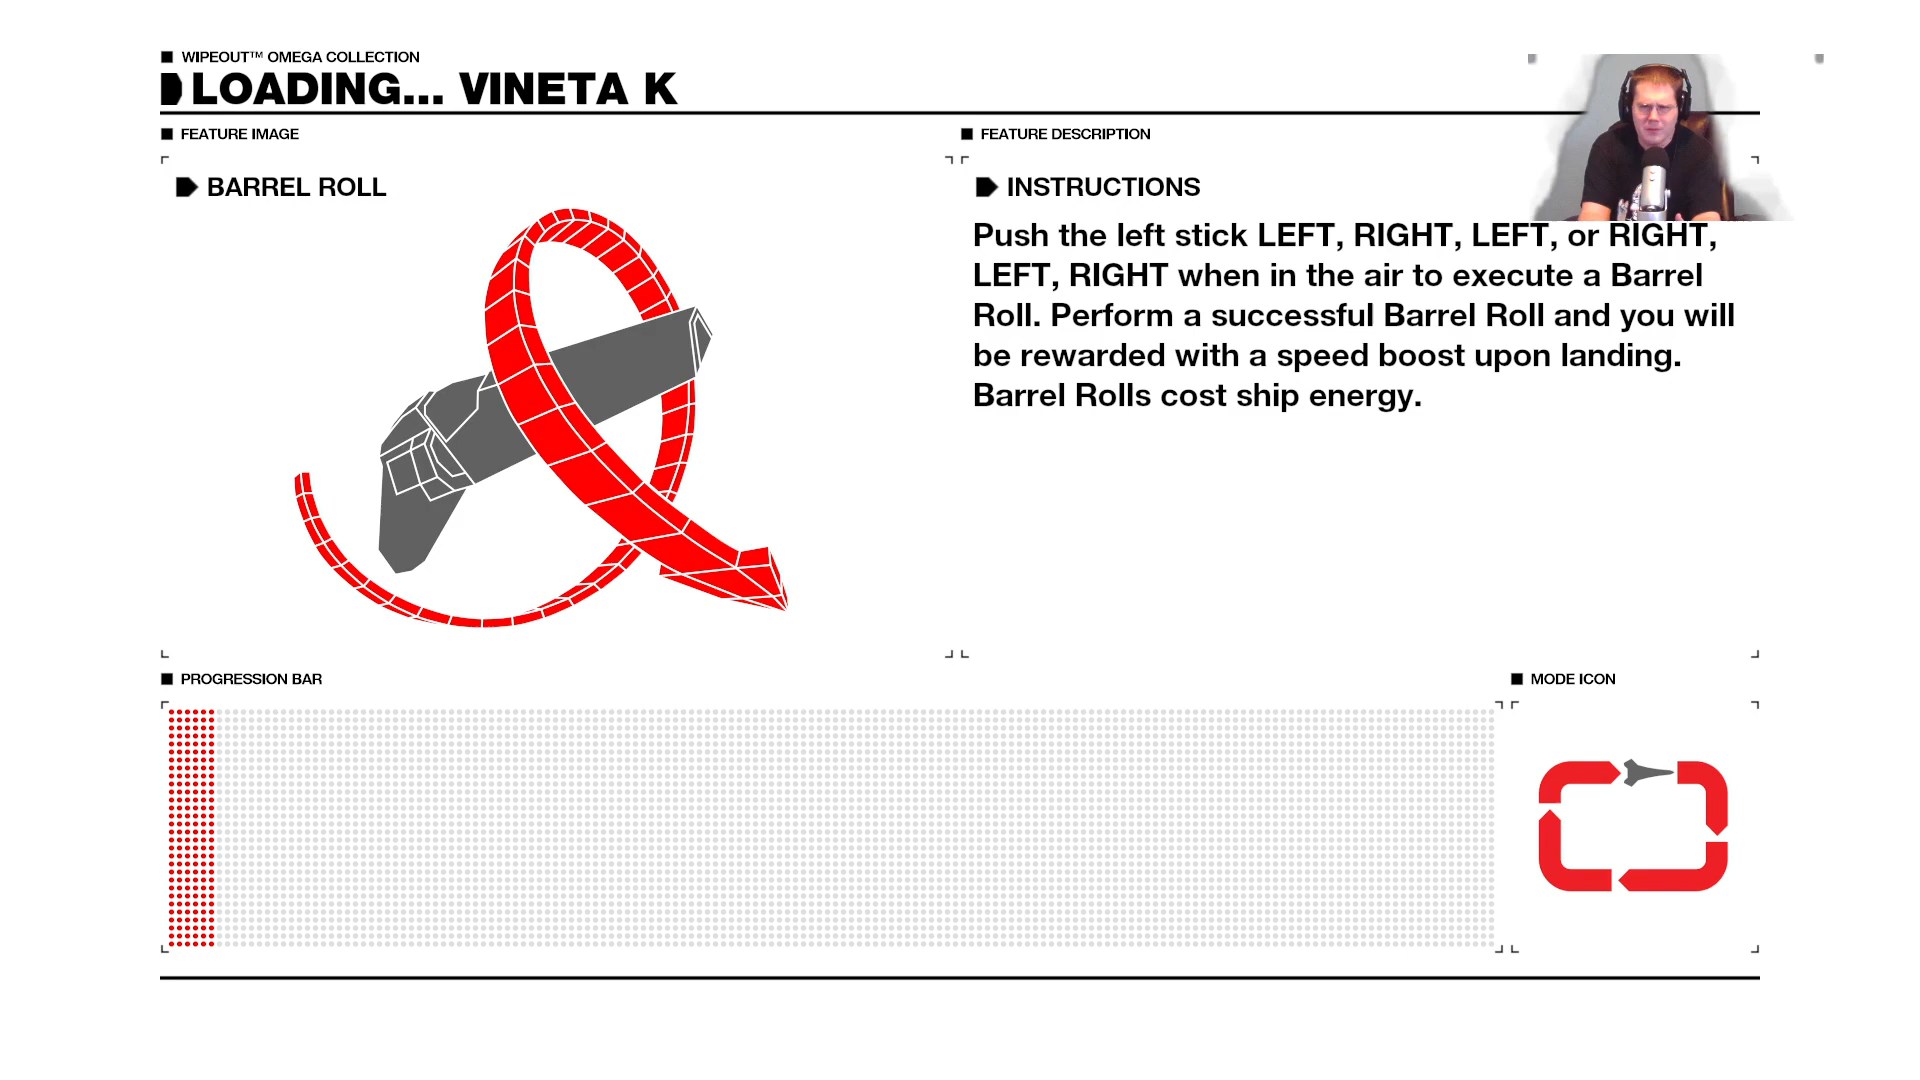 WIPEOUT™ OMEGA COLLECTION
LOADING... VINETA K
FEATURE IMAGE
BARREL ROLL
FEATURE DESCRIPTION
INSTRUCTIONS
Push the left stick LEFT, RIGHT, LEFT, or RIGHT,
LEFT, RIGHT when in the air to execute a Barrel
Roll. Perform a successful Barrel Roll and you will
be rewarded with a speed boost upon landing.
Barrel Rolls cost ship energy.
PROGRESSION BAR
MODE ICON